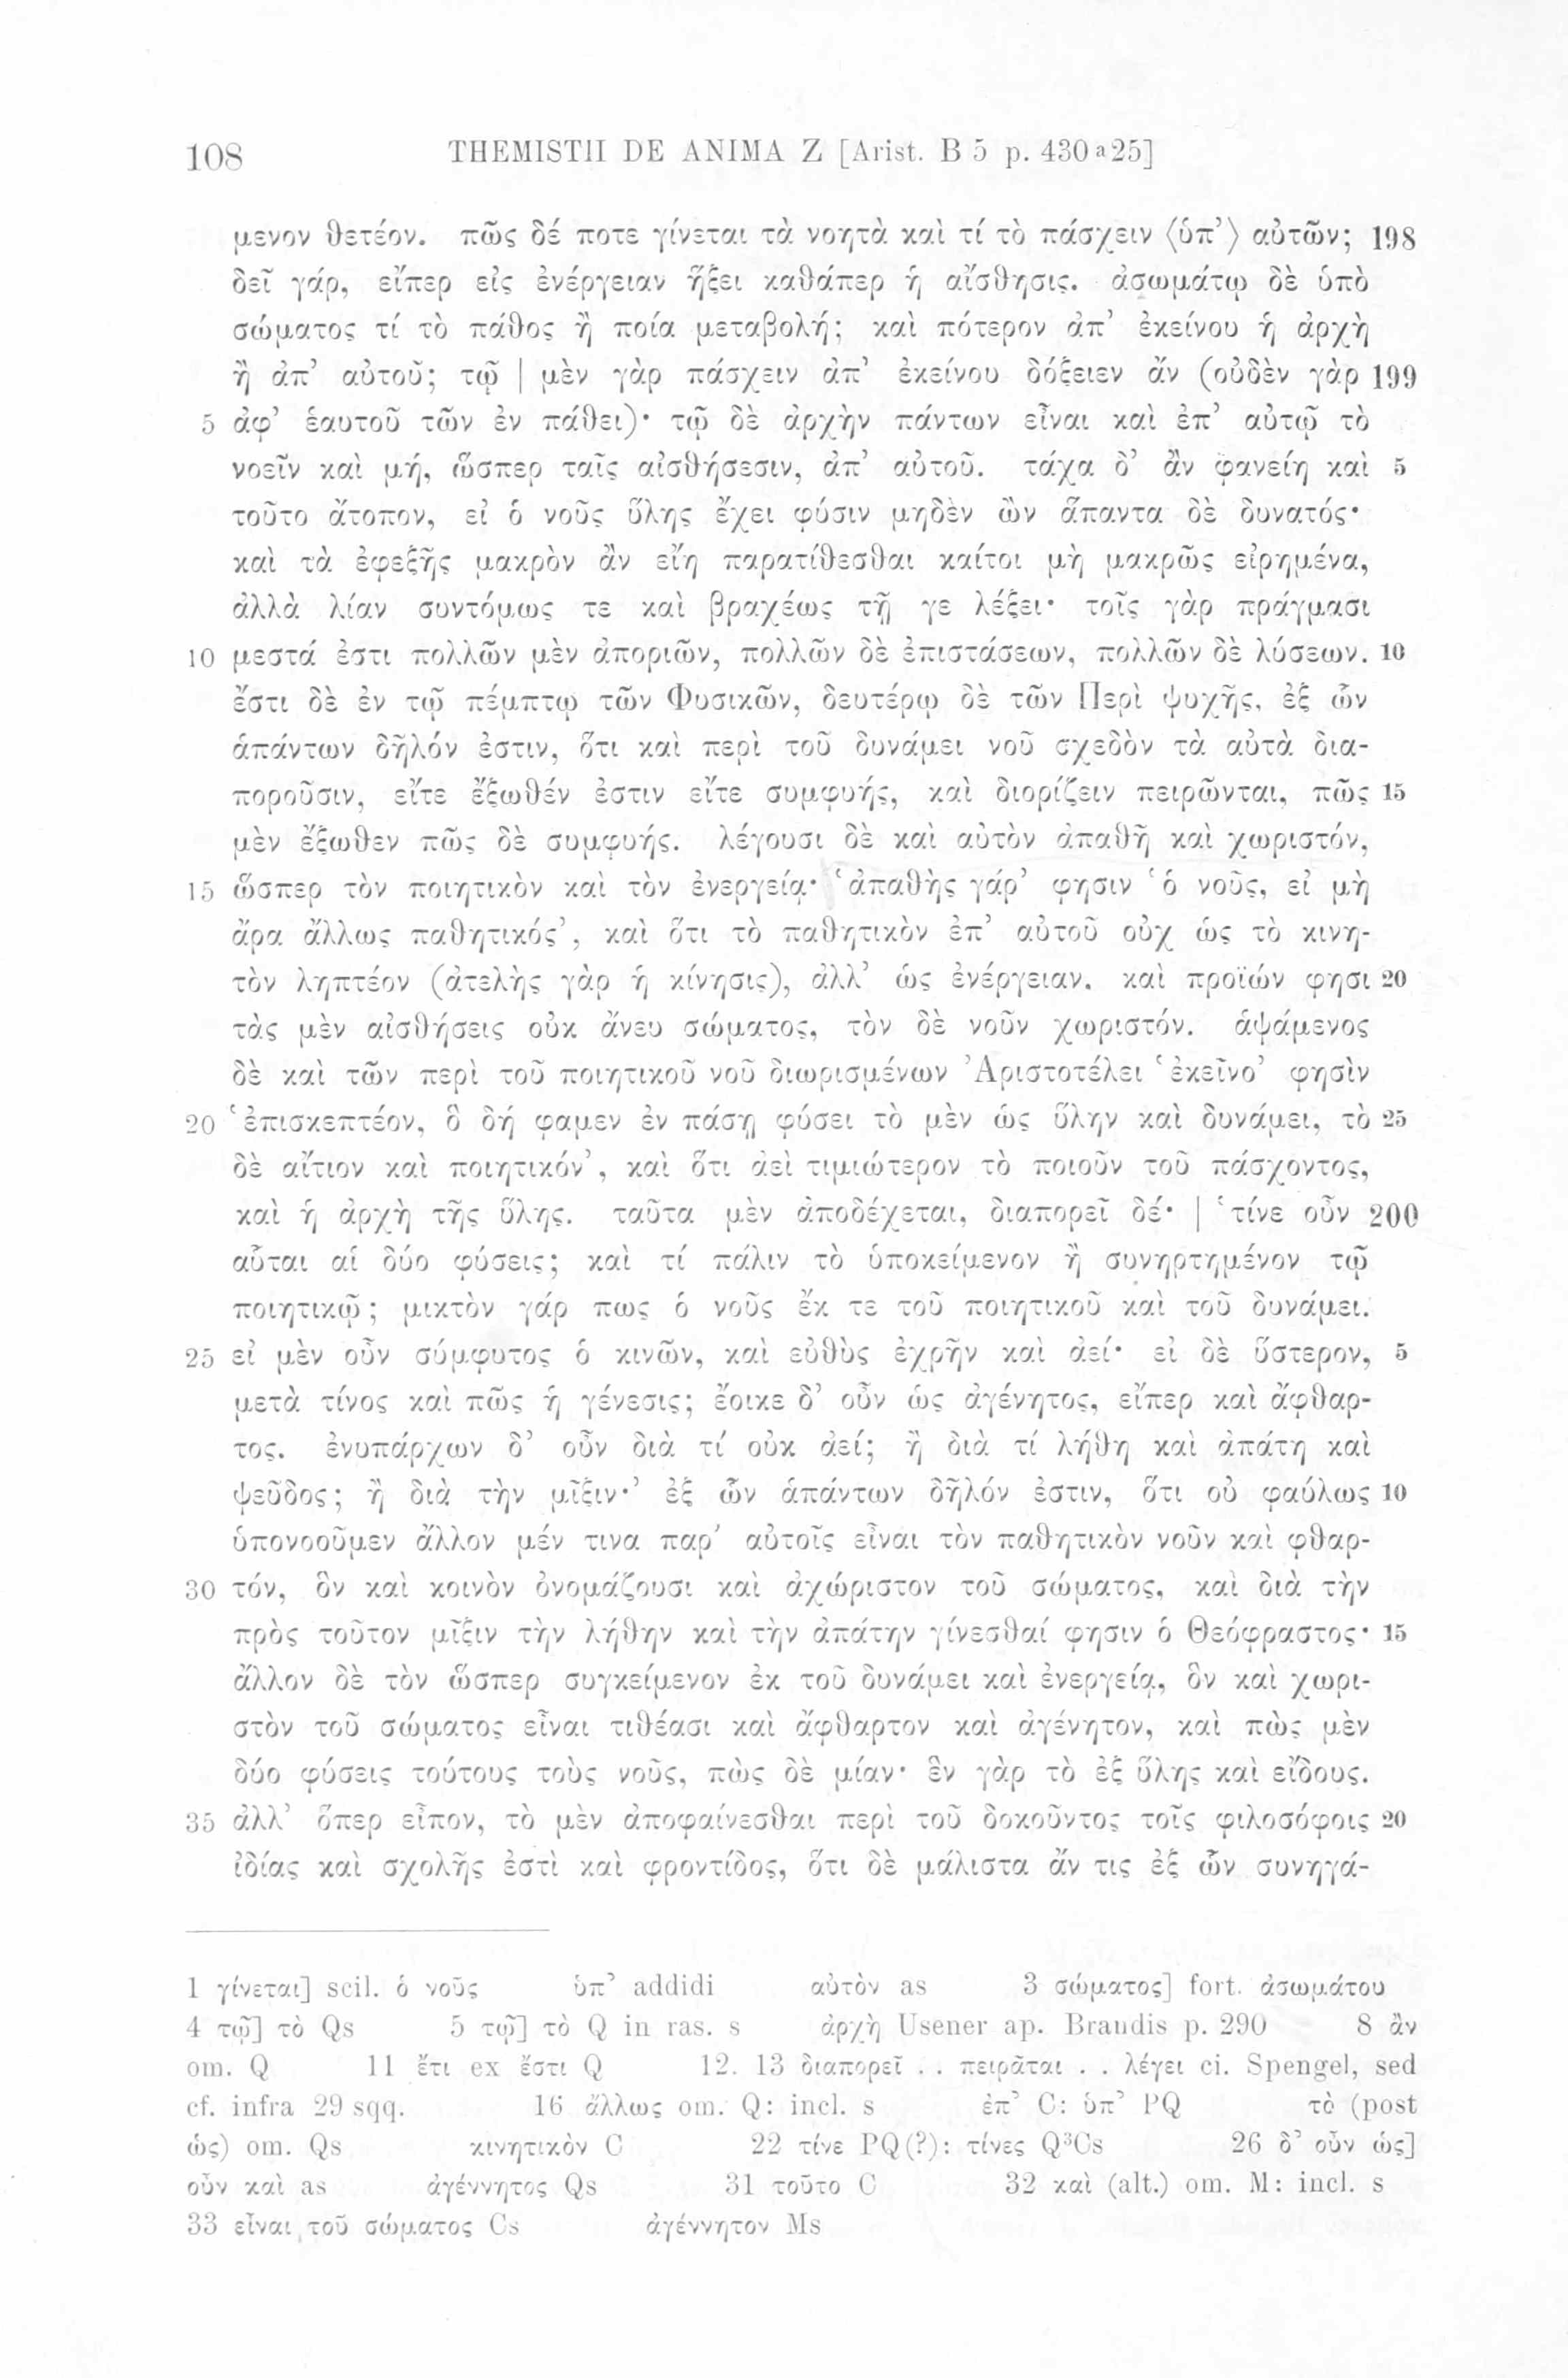 108 THEMISTII DE ANIMA Z [Arist. B 5 p. 430 a 25]
μενον θετέον. πῶς δέ ποτε γίνεται τὰ νοητὰ καὶ τί τὸ πάσχειν ⟨ὑπ’⟩ αὐτῶν; 198
δεῖ γάρ, εἴπερ εἰς ἐνέργειαν ἥξει καθάπερ ἡ αἴσθησις. ἀσωμάτῳ δὲ ὑπὸ
σώματος τί τὸ πάθος ἢ ποία μεταβολή; καὶ πότερον ἀπ’ ἐκείνου ἡ ἀρχὴ
ἢ ἀπ’ αὐτοῦ; τῷ | μὲν γὰρ πάσχειν ἀπ’ ἐκείνου δόξειεν ἄν (οὐδὲν γὰρ 199
5 ἀφ’ ἑαυτοῦ τῶν ἐν πάθει)· τῷ δὲ ἀρχὴν πάντων εἶναι καὶ ἐπ’ αὐτῷ τὸ
νοεῖν καὶ μή, ὥσπερ ταῖς αἰσθήσεσιν, ἀπ’ αὐτοῦ. τάχα δ’ ἂν φανείη καὶ 5
τοῦτο ἄτοπον, εἰ ὁ νοῦς ὕλης ἔχει φύσιν μηδὲν ὢν ἅπαντα δὲ δυνατός·
καὶ τὰ ἐφεξῆς μακρὸν ἂν εἴη παρατίθεσθαι καίτοι μὴ μακρῶς εἰρημένα,
ἀλλὰ λίαν συντόμως τε καὶ βραχέως τῇ γε λέξει· τοῖς γὰρ πράγμασι
10 μεστά ἐστι πολλῶν μὲν ἀποριῶν, πολλῶν δὲ ἐπιστάσεων, πολλῶν δὲ λύσεων. 10
ἔστι δὲ ἐν τῷ πέμπτῳ τῶν Φυσικῶν, δευτέρῳ δὲ τῶν Περὶ ψυχῆς, ἐξ ὧν
ἁπάντων δῆλόν ἐστιν, ὅτι καὶ περὶ τοῦ δυνάμει νοῦ σχεδὸν τὰ αὐτὰ δια-
ποροῦσιν, εἴτε ἔξωθέν ἐστιν εἴτε συμφυής, καὶ διορίζειν πειρῶνται, πῶς 15
μὲν ἔξωθεν πῶς δὲ συμφυής. λέγουσι δὲ καὶ αὐτὸν ἀπαθῆ καὶ χωριστόν,
15 ὥσπερ τὸν ποιητικὸν καὶ τὸν ἐνεργείᾳ· ‘ἀπαθὴς γάρ’ φησιν ‘ὁ νοῦς, εἰ μὴ
ἄρα ἄλλως παθητικός’, καὶ ὅτι τὸ παθητικὸν ἐπ’ αὐτοῦ οὐχ ὡς τὸ κινη-
τὸν ληπτέον (ἀτελὴς γὰρ ἡ κίνησις), ἀλλ’ ὡς ἐνέργειαν. καὶ προϊών φησι 20
τὰς μὲν αἰσθήσεις οὐκ ἄνευ σώματος, τὸν δὲ νοῦν χωριστόν. ἁψάμενος
δὲ καὶ τῶν περὶ τοῦ ποιητικοῦ νοῦ διωρισμένων Ἀριστοτέλει ‘ἐκεῖνο’ φησὶν
20 ‘ἐπισκεπτέον, ὃ δή φαμεν ἐν πάσῃ φύσει τὸ μὲν ὡς ὕλην καὶ δυνάμει, τὸ 25
δὲ αἴτιον καὶ ποιητικόν’, καὶ ὅτι ἀεὶ τιμιώτερον τὸ ποιοῦν τοῦ πάσχοντος,
καὶ ἡ ἀρχὴ τῆς ὕλης. ταῦτα μὲν ἀποδέχεται, διαπορεῖ δέ· | ‘τίνε οὖν 200
αὗται αἱ δύο φύσεις; καὶ τί πάλιν τὸ ὑποκείμενον ἢ συνηρτημένον τῷ
ποιητικῷ; μικτὸν γάρ πως ὁ νοῦς ἔκ τε τοῦ ποιητικοῦ καὶ τοῦ δυνάμει.
25 εἰ μὲν οὖν σύμφυτος ὁ κινῶν, καὶ εὐθὺς ἐχρῆν καὶ ἀεί· εἰ δὲ ὕστερον, 5
μετὰ τίνος καὶ πῶς ἡ γένεσις; ἔοικε δ’ οὖν ὡς ἀγένητος, εἴπερ καὶ ἄφθαρ-
τος. ἐνυπάρχων δ’ οὖν διὰ τί οὐκ ἀεί; ἢ διὰ τί λήθη καὶ ἀπάτη καὶ
ψεῦδος; ἢ διὰ τὴν μῖξιν·’ ἐξ ὧν ἁπάντων δῆλόν ἐστιν, ὅτι οὐ φαύλως 10
ὑπονοοῦμεν ἄλλον μέν τινα παρ’ αὐτοῖς εἶναι τὸν παθητικὸν νοῦν καὶ φθαρ-
30 τόν, ὃν καὶ κοινὸν ὀνομάζουσι καὶ ἀχώριστον τοῦ σώματος, καὶ διὰ τὴν
πρὸς τοῦτον μῖξιν τὴν λήθην καὶ τὴν ἀπάτην γίνεσθαί φησιν ὁ Θεόφραστος· 15
ἄλλον δὲ τὸν ὥσπερ συγκείμενον ἐκ τοῦ δυνάμει καὶ ἐνεργείᾳ, ὃν καὶ χωρι-
στὸν τοῦ σώματος εἶναι τιθέασι καὶ ἄφθαρτον καὶ ἀγένητον, καὶ πὼς μὲν
δύο φύσεις τούτους τοὺς νοῦς, πὼς δὲ μίαν· ἓν γὰρ τὸ ἐξ ὕλης καὶ εἴδους.
35 ἀλλ’ ὅπερ εἶπον, τὸ μὲν ἀποφαίνεσθαι περὶ τοῦ δοκοῦντος τοῖς φιλοσόφοις 20
ἰδίας καὶ σχολῆς ἐστὶ καὶ φροντίδος, ὅτι δὲ μάλιστα ἄν τις ἐξ ὧν συνηγά-
1 γίνεται] scil. ὁ νοῦς ὑπ’ addidi αὐτὸν as 3 σώματος] fort. ἀσωμάτου
4 τῷ] τὸ Qs 5 τῷ] τὸ Q in ras. s ἀρχὴ Usener ap. Brandis p. 290 8 ἂν
om. Q 11 ἔτι ex ἔστι Q 12. 13 διαπορεῖ . . πειρᾶται . . λέγει ci. Spengel, sed
cf. infra 29 sqq. 16 ἄλλως om. Q: incl. s ἐπ’ C: ὑπ’ PQ τὸ (post
ὡς) om. Qs κινητικὸν C 22 τίνε PQ(?): τίνες Q³Cs 26 δ’ οὖν ὡς]
οὖν καὶ as ἀγέννητος Qs 31 τοῦτο C 32 καὶ (alt.) om. M: incl. s
33 εἶναι τοῦ σώματος Cs ἀγέννητον Ms